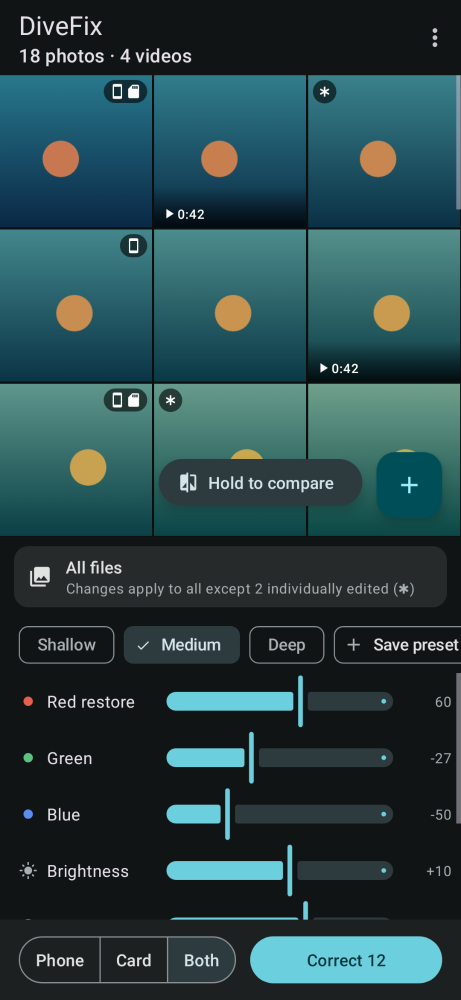 DiveFix
18 photos · 4 videos
0:42
0:42
Hold to compare
+
All files
Changes apply to all except 2 individually edited (✱)
Shallow
Medium
Deep
+ Save preset
Red restore
60
Green
-27
Blue
-50
Brightness
+10
Phone
Card
Both
Correct 12